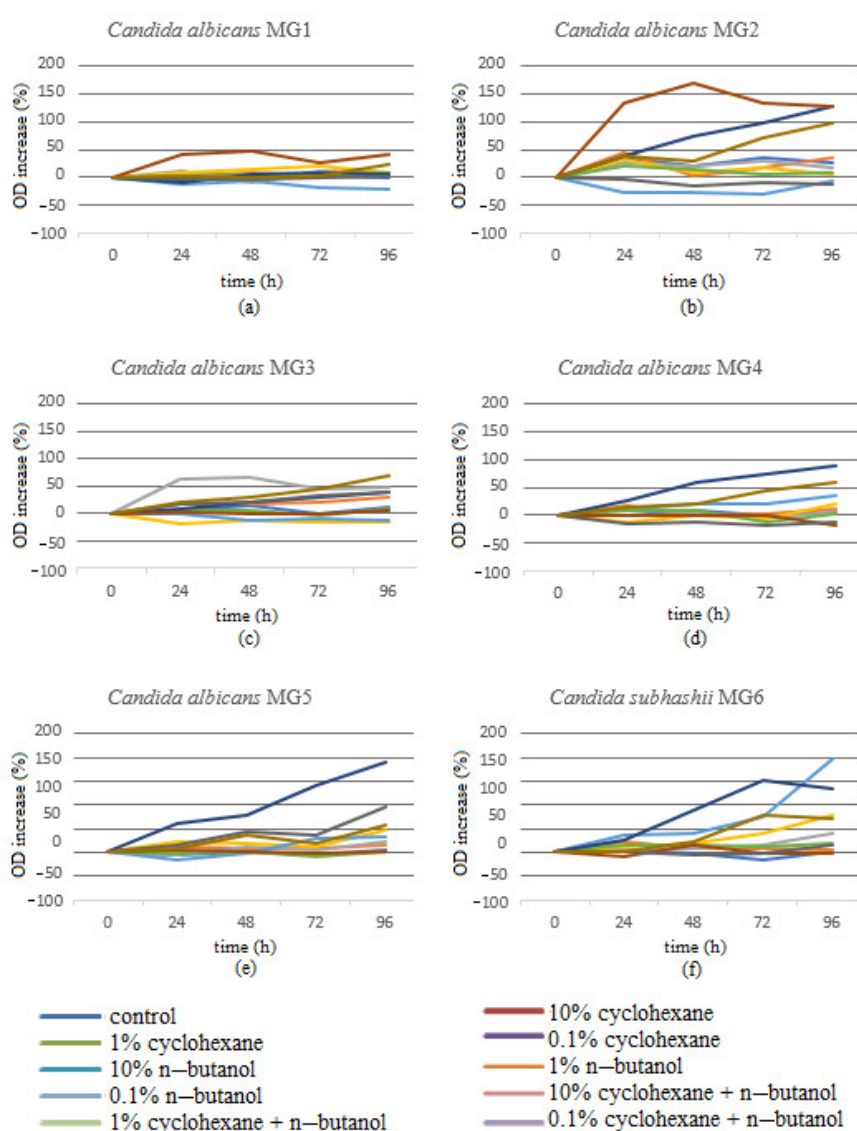 Candida albicans MG1
200
150
100
50
0
−50
−100
OD increase (%)
0 24 48 72 96
time (h)
(a)
Candida albicans MG2
200
150
100
50
0
−50
−100
OD increase (%)
0 24 48 72 96
time (h)
(b)
Candida albicans MG3
200
150
100
50
0
−50
−100
OD increase (%)
0 24 48 72 96
time (h)
(c)
Candida albicans MG4
200
150
100
50
0
−50
−100
OD increase (%)
0 24 48 72 96
time (h)
(d)
Candida albicans MG5
200
150
100
50
0
−50
−100
OD increase (%)
0 24 48 72 96
time (h)
(e)
Candida subhashii MG6
200
150
100
50
0
−50
−100
OD increase (%)
0 24 48 72 96
time (h)
(f)
control
1% cyclohexane
10% n—butanol
0.1% n—butanol
1% cyclohexane + n—butanol
10% cyclohexane
0.1% cyclohexane
1% n—butanol
10% cyclohexane + n—butanol
0.1% cyclohexane + n—butanol